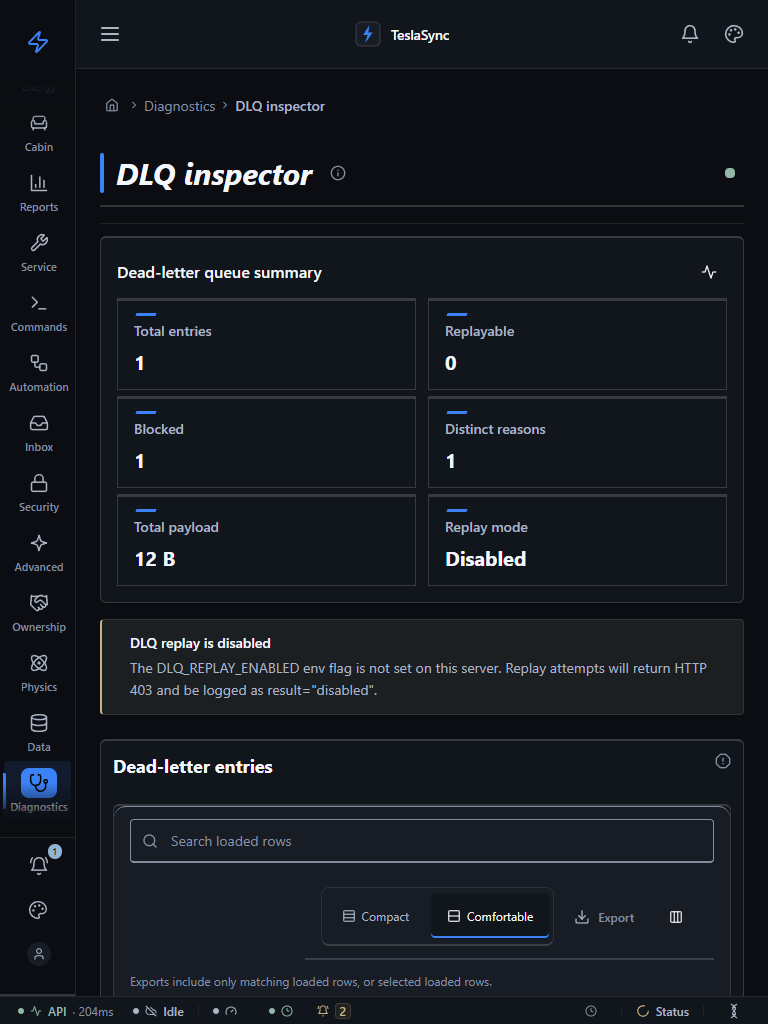 TeslaSync
Cabin
Reports
Service
Commands
Automation
Inbox
Security
Advanced
Ownership
Physics
Data
Diagnostics
1
Diagnostics
DLQ inspector
DLQ inspector
Dead-letter queue summary
Total entries
1
Replayable
0
Blocked
1
Distinct reasons
1
Total payload
12 B
Replay mode
Disabled
DLQ replay is disabled
The DLQ_REPLAY_ENABLED env flag is not set on this server. Replay attempts will return HTTP
403 and be logged as result="disabled".
Dead-letter entries
Search loaded rows
Compact
Comfortable
Export
Exports include only matching loaded rows, or selected loaded rows.
API · 204ms
Idle
2
Status